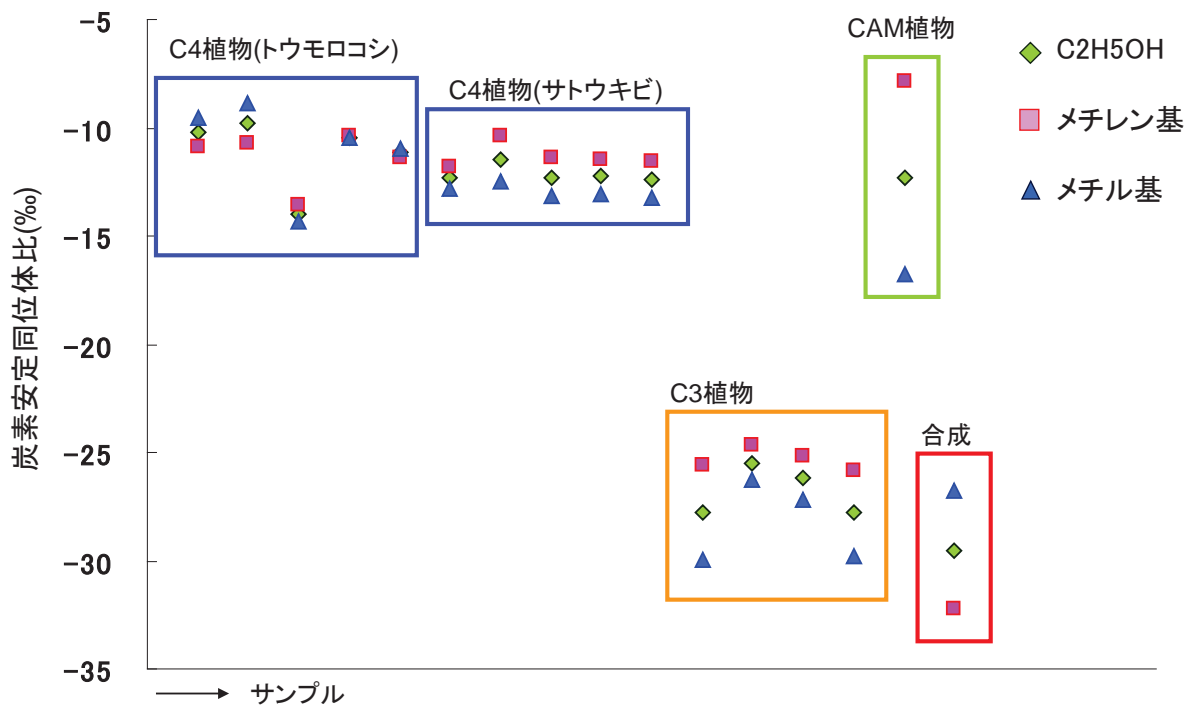 C4植物(トウモロコシ)
C4植物(サトウキビ)
CAM植物
C2H5OH
メチレン基
メチル基
炭素安定同位体比(‰)
-5
-10
-15
-20
-25
-30
-35
C3植物
合成
サンプル